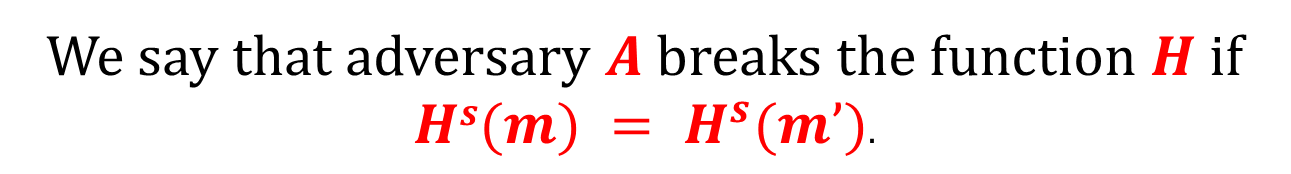 We say that adversary A breaks the function H if
Hˢ(m) = Hˢ(m’).